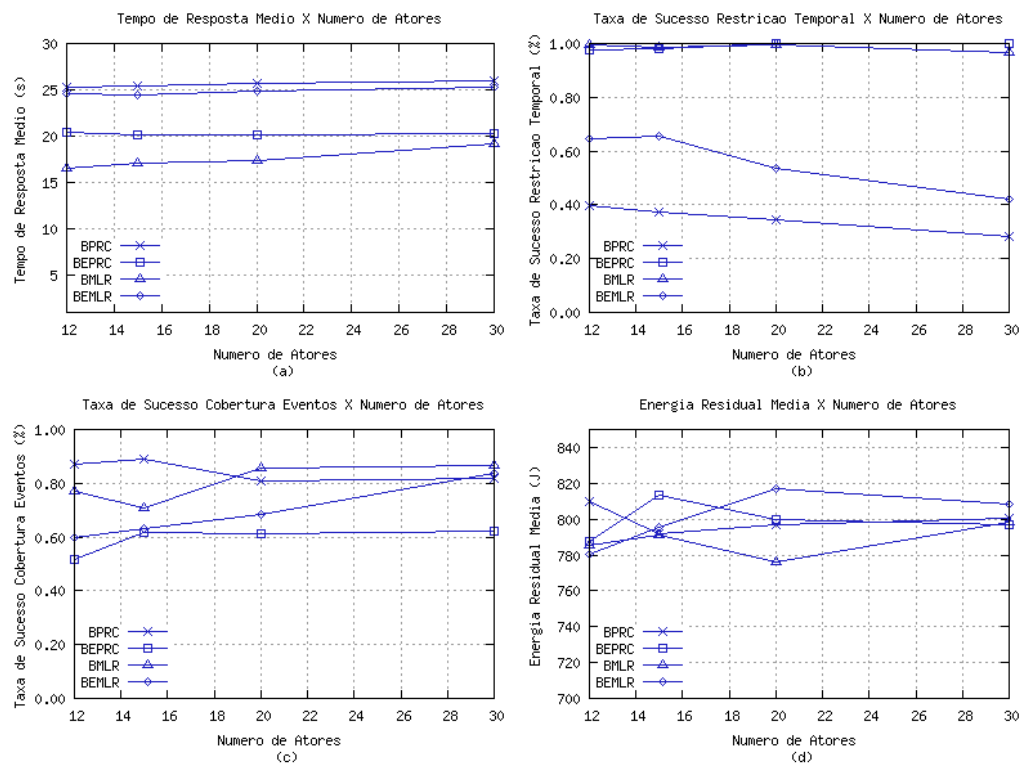 Tempo de Resposta Medio X Numero de Atores
Tempo de Resposta Medio (s)
30
25
20
15
10
5
BPRC
BEPRC
BMLR
BEMLR
12 14 16 18 20 22 24 26 28 30
Numero de Atores
(a)
Taxa de Sucesso Restricao Temporal X Numero de Atores
Taxa de Sucesso Restricao Temporal (%)
1.00
0.80
0.60
0.40
0.20
0.00
BPRC
BEPRC
BMLR
BEMLR
12 14 16 18 20 22 24 26 28 30
Numero de Atores
(b)
Taxa de Sucesso Cobertura Eventos X Numero de Atores
Taxa de Sucesso Cobertura Eventos (%)
1.00
0.80
0.60
0.40
0.20
0.00
BPRC
BEPRC
BMLR
BEMLR
12 14 16 18 20 22 24 26 28 30
Numero de Atores
(c)
Energia Residual Media X Numero de Atores
Energia Residual Media (J)
840
820
800
780
760
740
720
700
BPRC
BEPRC
BMLR
BEMLR
12 14 16 18 20 22 24 26 28 30
Numero de Atores
(d)